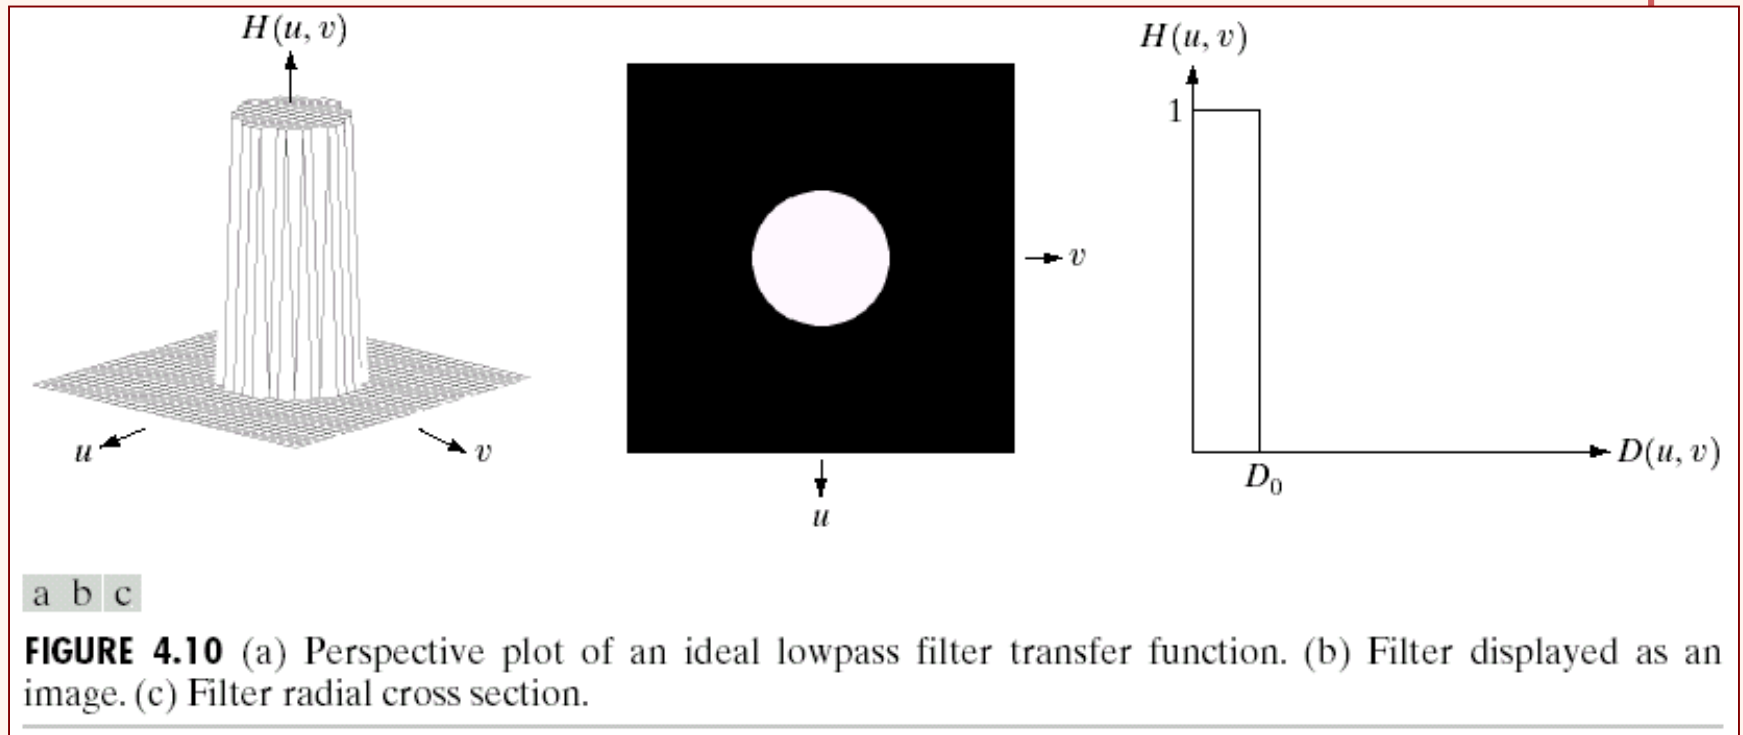 H(u, v)
u
v
v
u
H(u, v)
1
D₀
D(u, v)
a b c
FIGURE 4.10 (a) Perspective plot of an ideal lowpass filter transfer function. (b) Filter displayed as an
image. (c) Filter radial cross section.